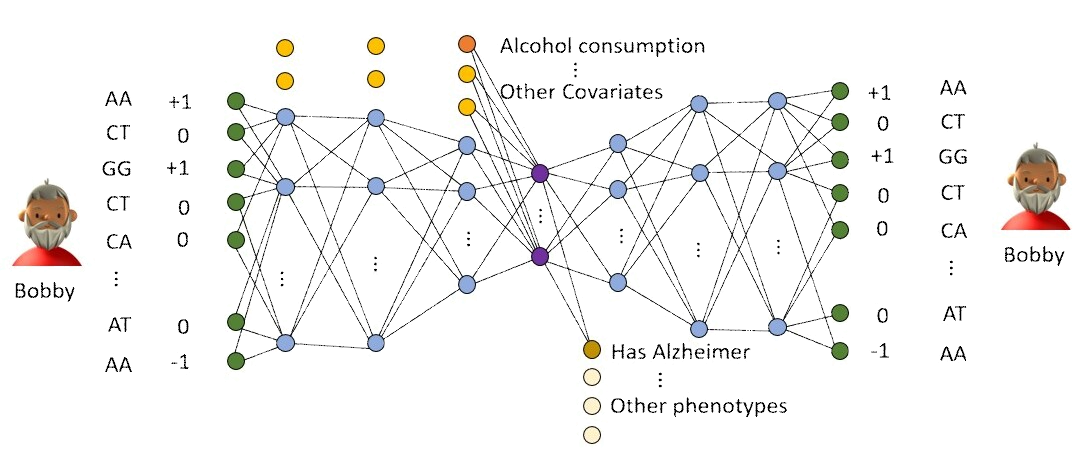 Alcohol consumption
⋮
Other Covariates
AA +1
CT 0
GG +1
CT 0
CA 0
⋮
AT 0
AA -1
Bobby
+1 AA
0 CT
+1 GG
0 CT
0 CA
⋮
0 AT
-1 AA
Bobby
Has Alzheimer
⋮
Other phenotypes